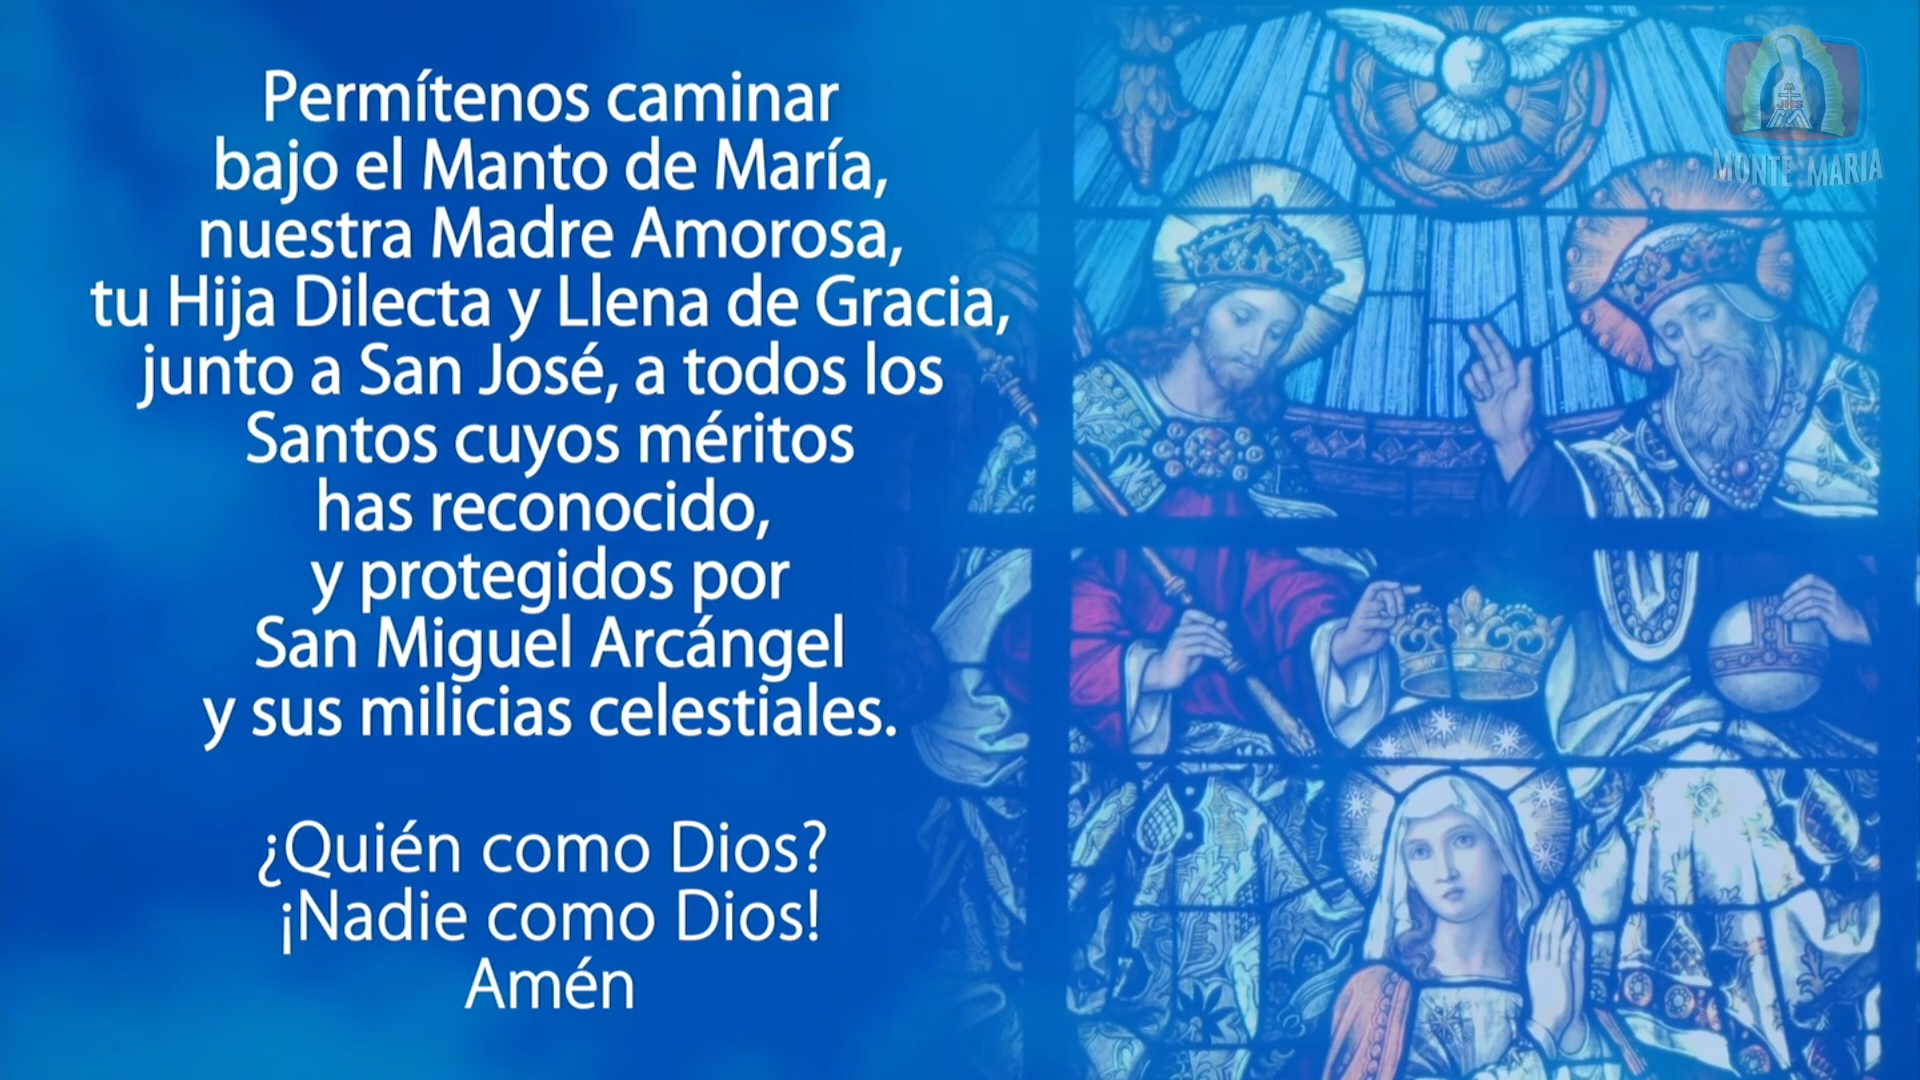 Permítenos caminar
bajo el Manto de María,
nuestra Madre Amorosa,
tu Hija Dilecta y Llena de Gracia,
junto a San José, a todos los
Santos cuyos méritos
has reconocido,
y protegidos por
San Miguel Arcángel
y sus milicias celestiales.
¿Quién como Dios?
¡Nadie como Dios!
Amén
JHS
MONTE MARIA